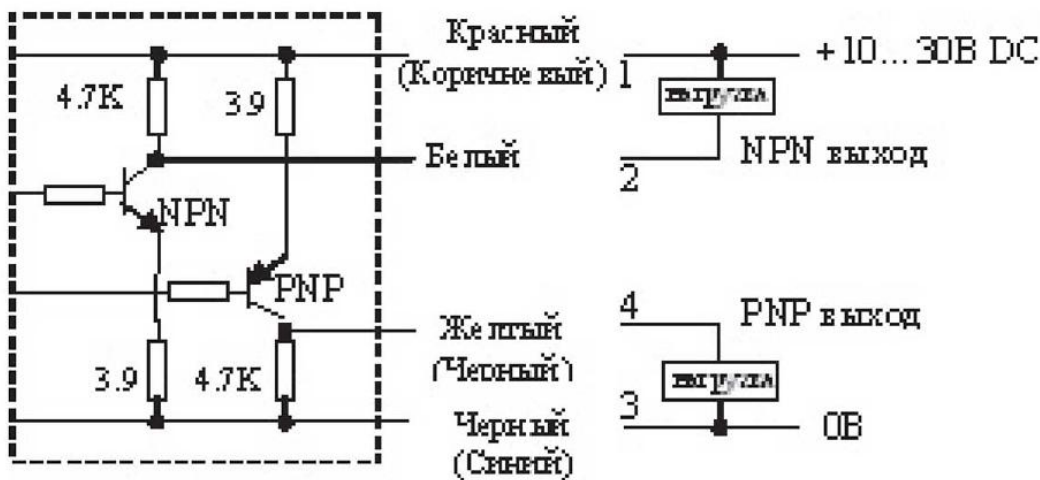 4.7K
3.9
NPN
PNP
3.9
4.7K
Красный
(Коричневый)
Белый
Желтый
(Черный)
Черный
(Синий)
1
нагрузка
+10...30В DC
2
NPN выход
4
PNP выход
нагрузка
3
0В